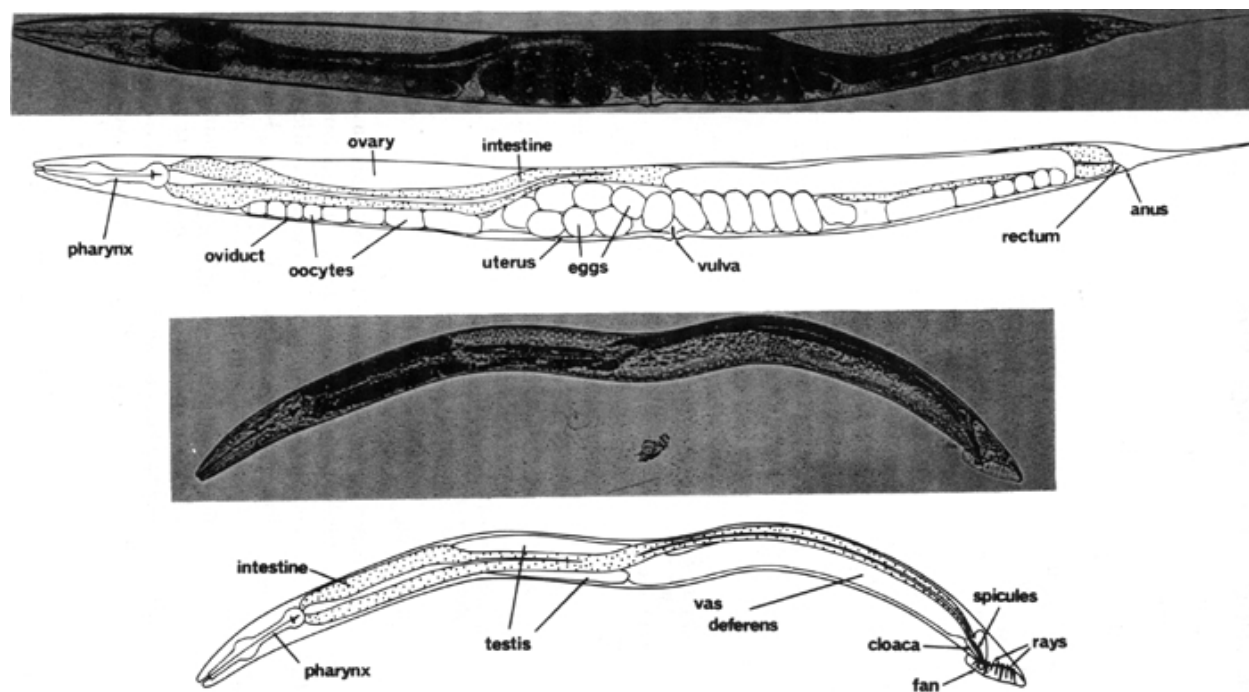 ovary
intestine
pharynx
oviduct
oocytes
uterus
eggs
vulva
rectum
anus
intestine
pharynx
testis
vas
deferens
spicules
cloaca
rays
fan